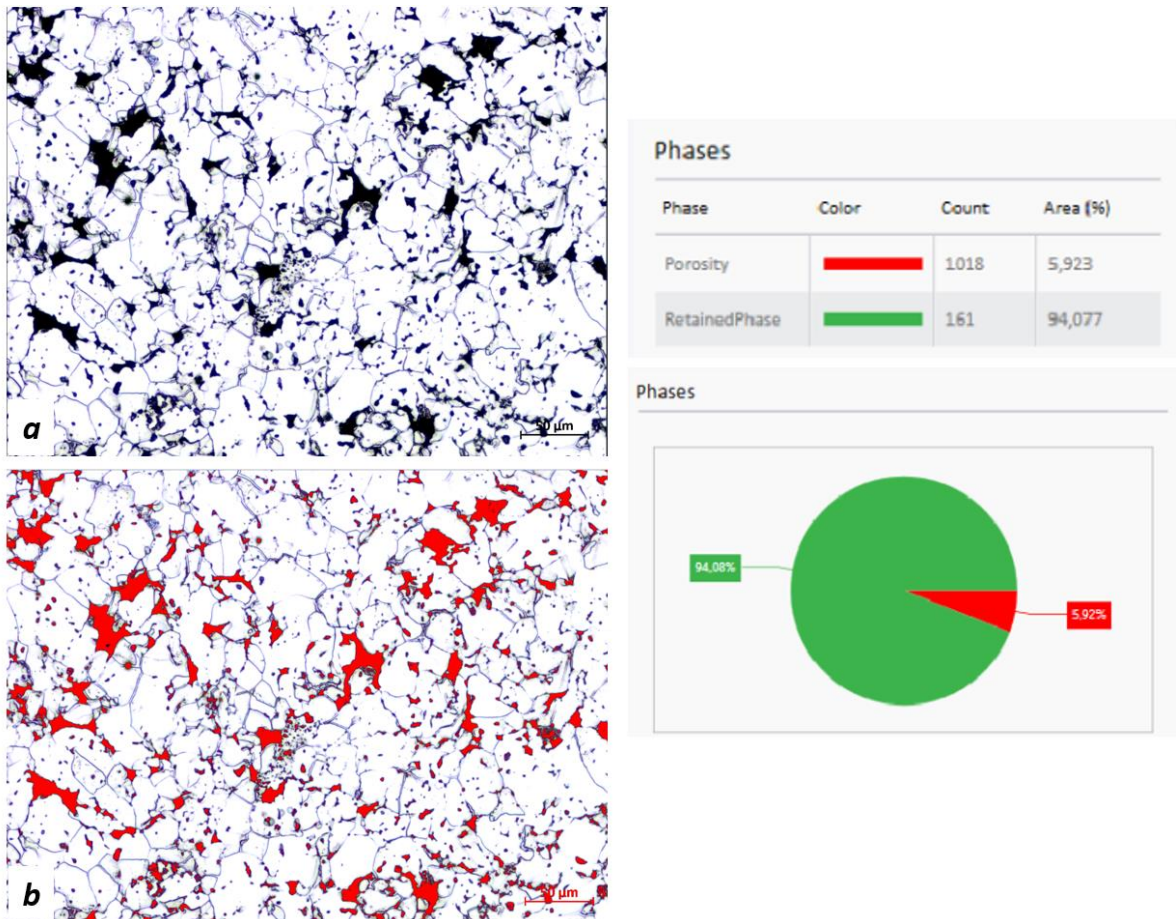 a
50 µm
b
50 µm
Phases
Phase Color Count Area (%)
Porosity 1018 5,923
RetainedPhase 161 94,077
Phases
94,08%
5,92%